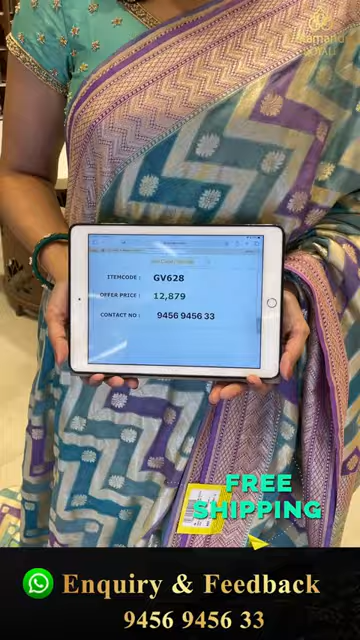 ITEMCODE : GV628
OFFER PRICE : 12,879
CONTACT NO : 9456 9456 33
FREE
SHIPPING
Enquiry & Feedback
9456 9456 33